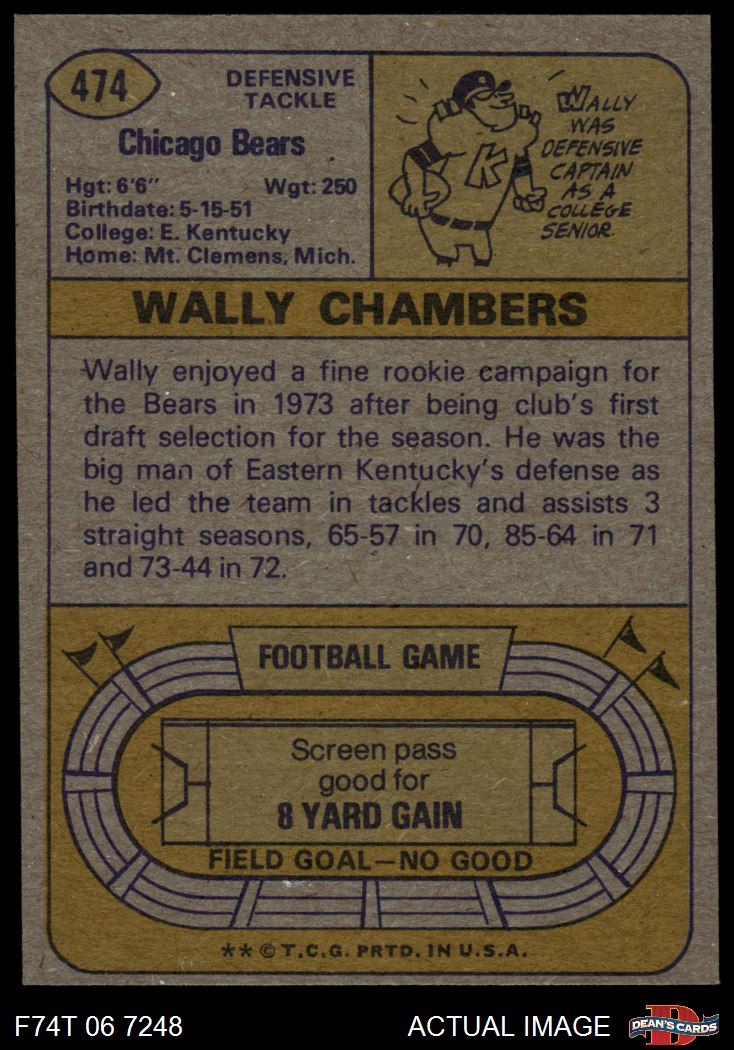 474
DEFENSIVE
TACKLE
Chicago Bears
Hgt: 6'6" Wgt: 250
Birthdate: 5-15-51
College: E. Kentucky
Home: Mt. Clemens, Mich.
K
WALLY
WAS
DEFENSIVE
CAPTAIN
AS A
COLLEGE
SENIOR.
WALLY CHAMBERS
Wally enjoyed a fine rookie campaign for
the Bears in 1973 after being club's first
draft selection for the season. He was the
big man of Eastern Kentucky's defense as
he led the team in tackles and assists 3
straight seasons, 65-57 in 70, 85-64 in 71
and 73-44 in 72.
FOOTBALL GAME
Screen pass
good for
8 YARD GAIN
FIELD GOAL—NO GOOD
** © T.C.G. PRTD. IN U.S.A.
F74T 06 7248 ACTUAL IMAGE
D
DEAN'S CARDS